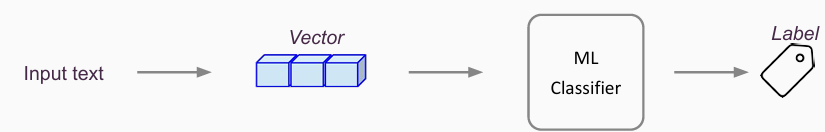 Input text
Vector
ML
Classifier
Label